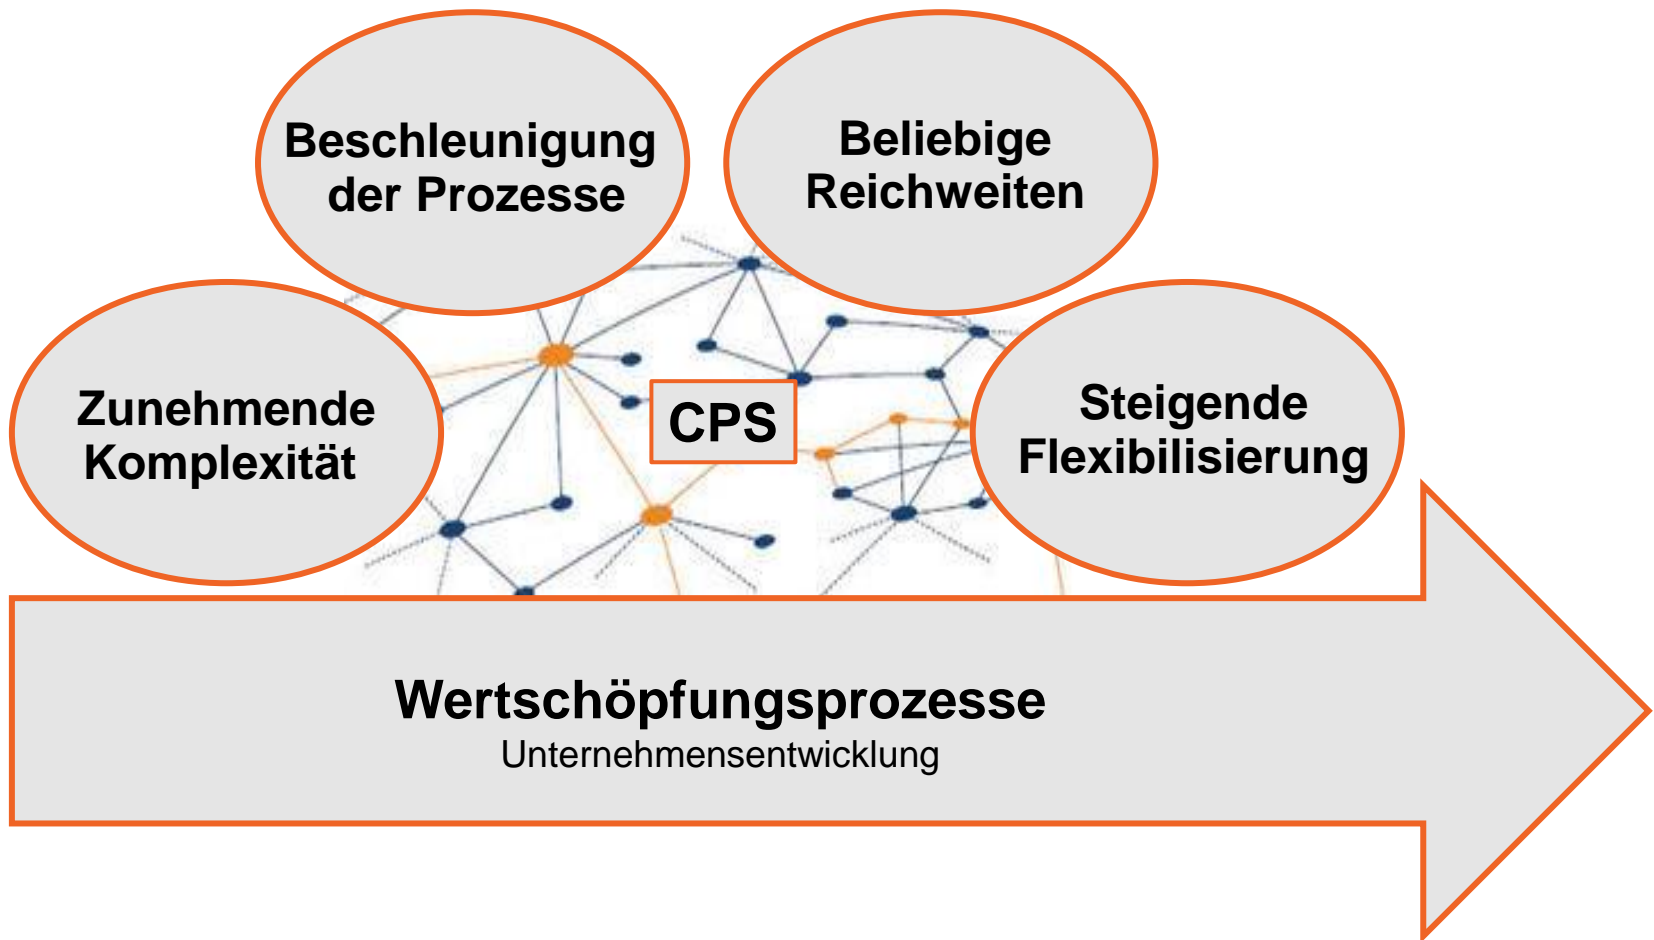 Beschleunigung
der Prozesse
Beliebige
Reichweiten
Zunehmende
Komplexität
CPS
Steigende
Flexibilisierung
Wertschöpfungsprozesse
Unternehmensentwicklung